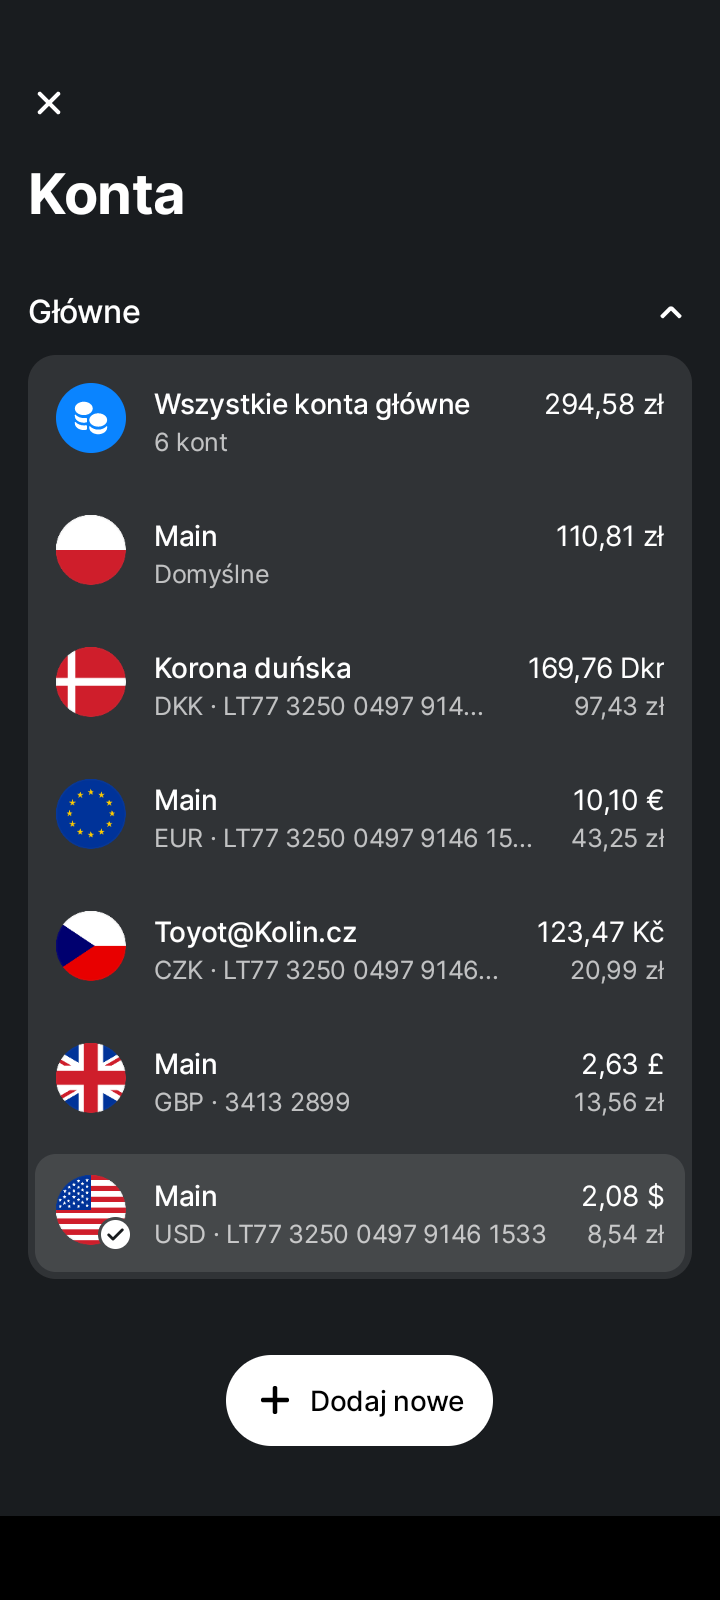 Konta
Główne
Wszystkie konta główne 294,58 zł
6 kont
Main 110,81 zł
Domyślne
Korona duńska 169,76 Dkr
DKK · LT77 3250 0497 914... 97,43 zł
Main 10,10 €
EUR · LT77 3250 0497 9146 15... 43,25 zł
Toyot@Kolin.cz 123,47 Kč
CZK · LT77 3250 0497 9146... 20,99 zł
Main 2,63 £
GBP · 3413 2899 13,56 zł
Main 2,08 $
USD · LT77 3250 0497 9146 1533 8,54 zł
Dodaj nowe